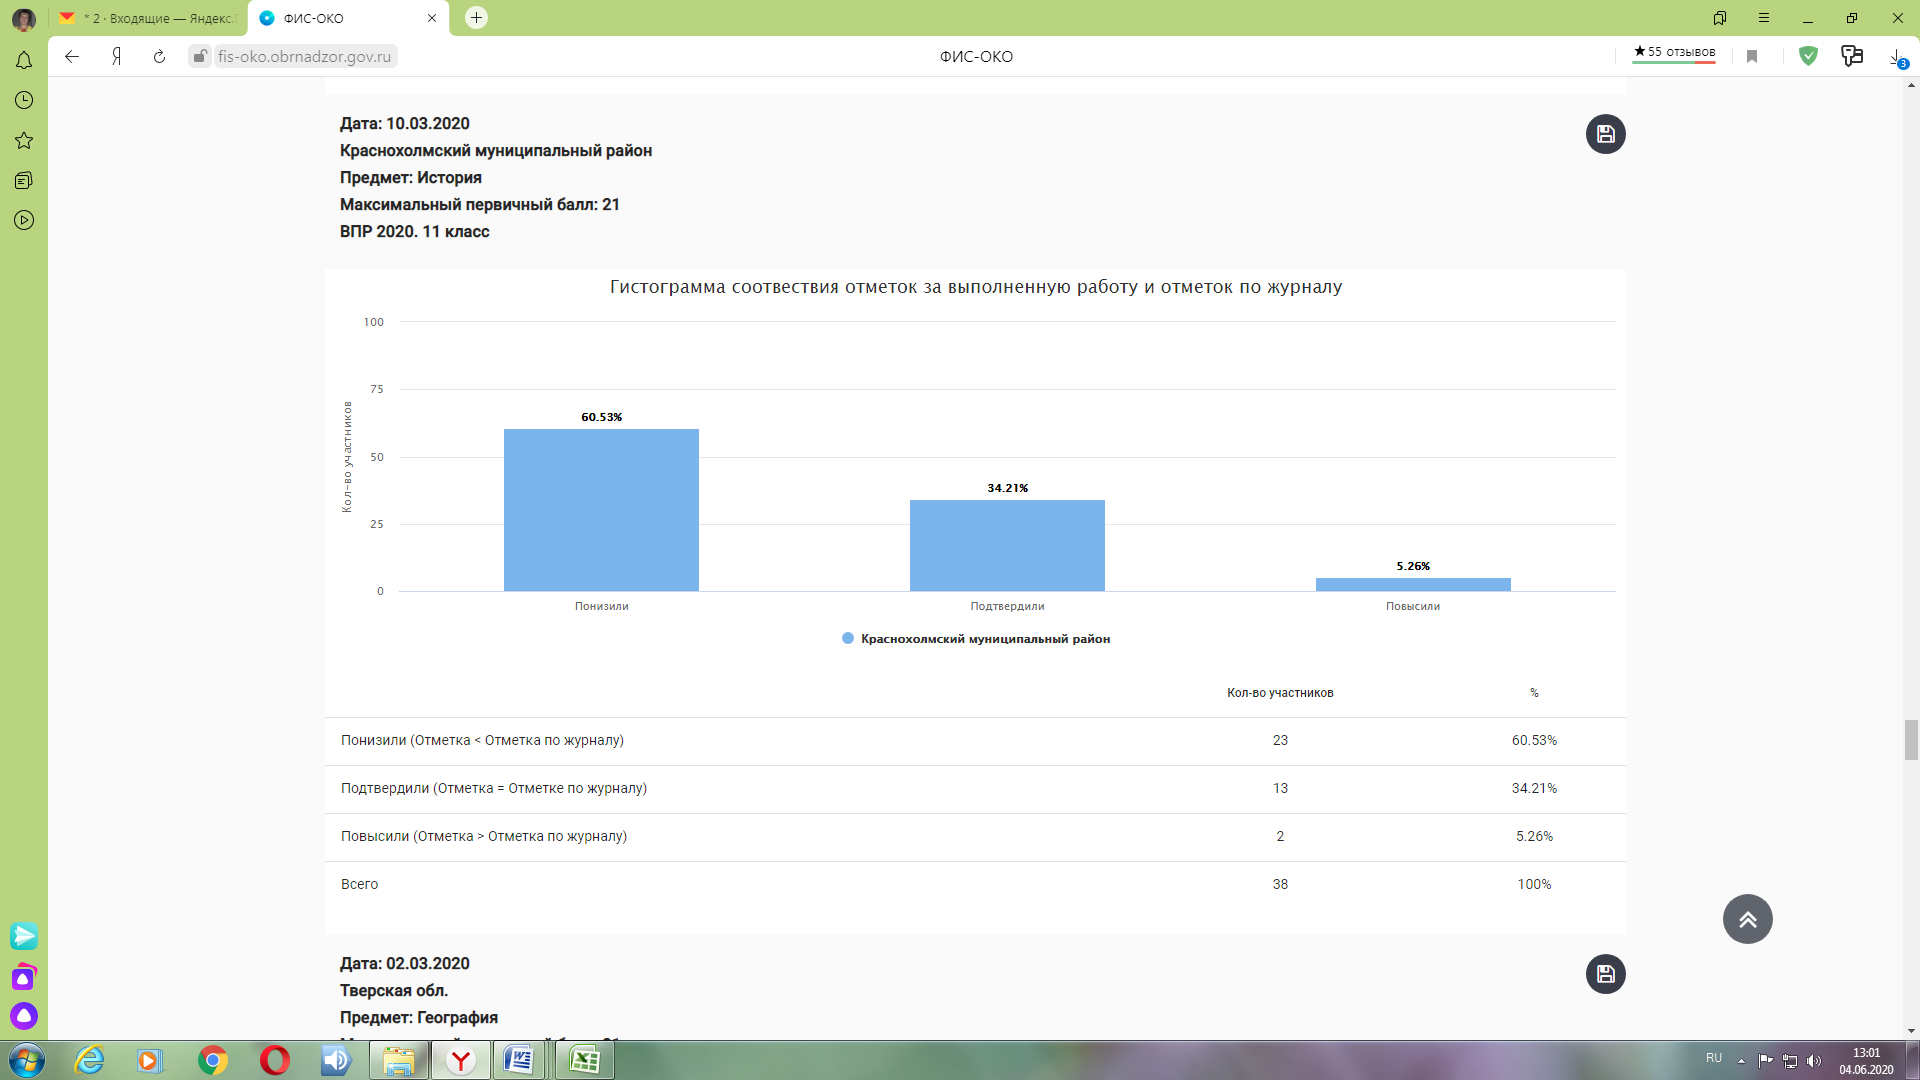 * 2 · Входящие — Яндекс.
ФИС-ОКО
fis-oko.obrnadzor.gov.ru
ФИС-ОКО
★55 отзывов
3
Дата: 10.03.2020
Краснохолмский муниципальный район
Предмет: История
Максимальный первичный балл: 21
ВПР 2020. 11 класс
Гистограмма соотвествия отметок за выполненную работу и отметок по журналу
Кол-во участников
100
75
50
25
0
60.53%
34.21%
5.26%
Понизили
Подтвердили
Повысили
Краснохолмский муниципальный район
Кол-во участников %
Понизили (Отметка < Отметка по журналу) 23 60.53%
Подтвердили (Отметка = Отметке по журналу) 13 34.21%
Повысили (Отметка > Отметка по журналу) 2 5.26%
Всего 38 100%
Дата: 02.03.2020
Тверская обл.
Предмет: География
RU
13:01
04.06.2020